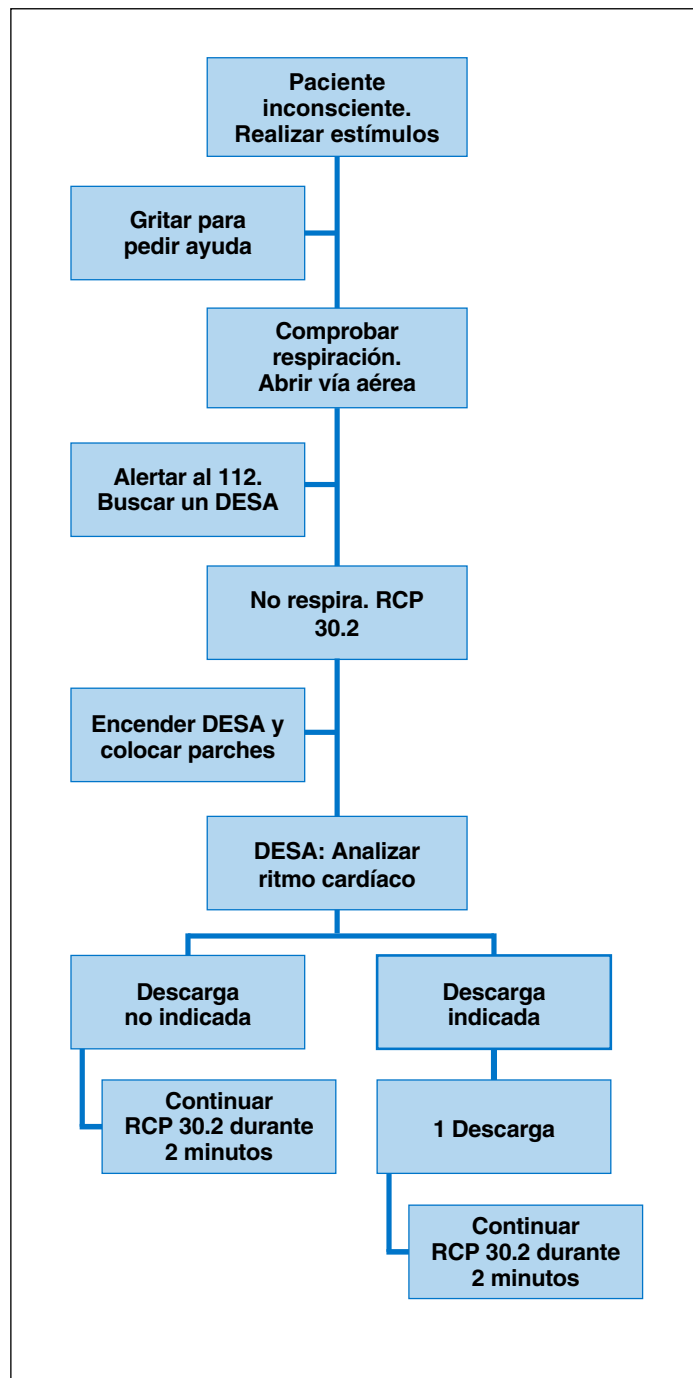 Paciente
inconsciente.
Realizar estímulos
Gritar para
pedir ayuda
Comprobar
respiración.
Abrir vía aérea
Alertar al 112.
Buscar un DESA
No respira. RCP
30.2
Encender DESA y
colocar parches
DESA: Analizar
ritmo cardíaco
Descarga
no indicada
Descarga
indicada
Continuar
RCP 30.2 durante
2 minutos
1 Descarga
Continuar
RCP 30.2 durante
2 minutos